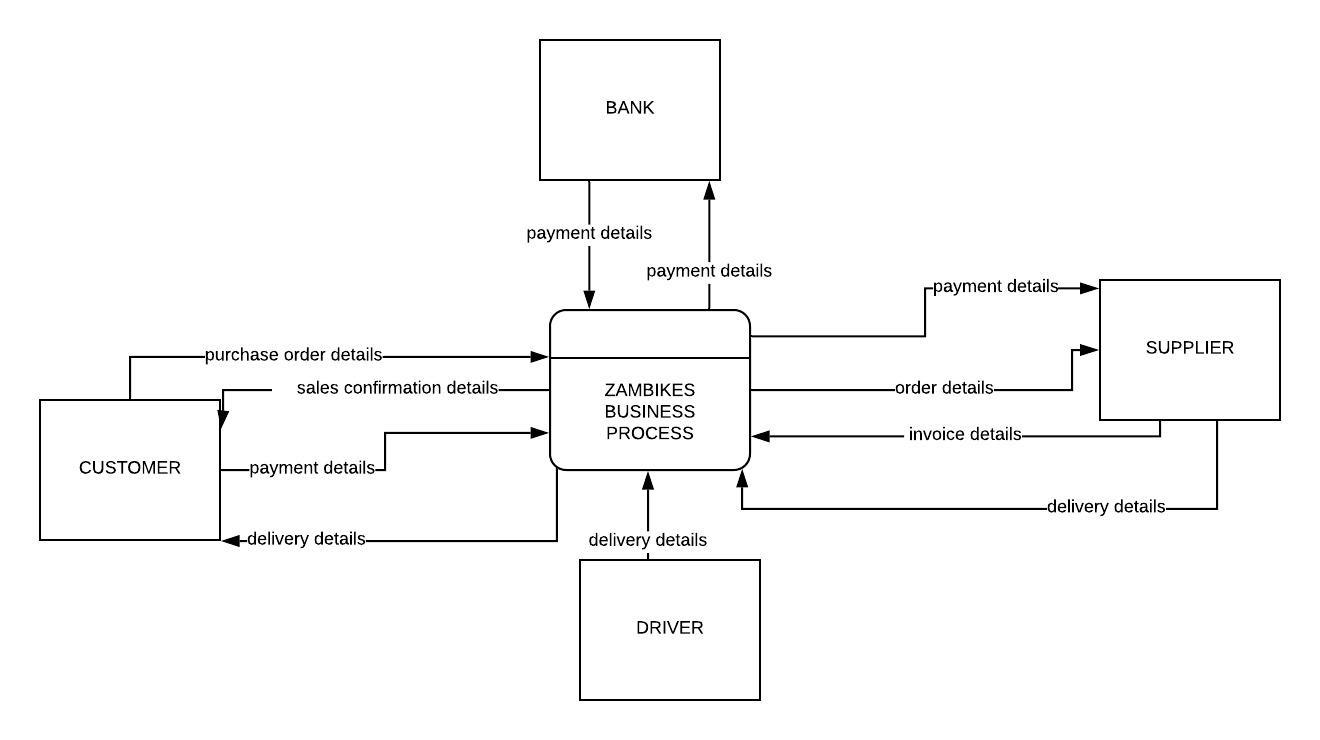 BANK
payment details
payment details
payment details
SUPPLIER
purchase order details
sales confirmation details
ZAMBIKES
BUSINESS
PROCESS
order details
invoice details
CUSTOMER
payment details
delivery details
delivery details
delivery details
DRIVER